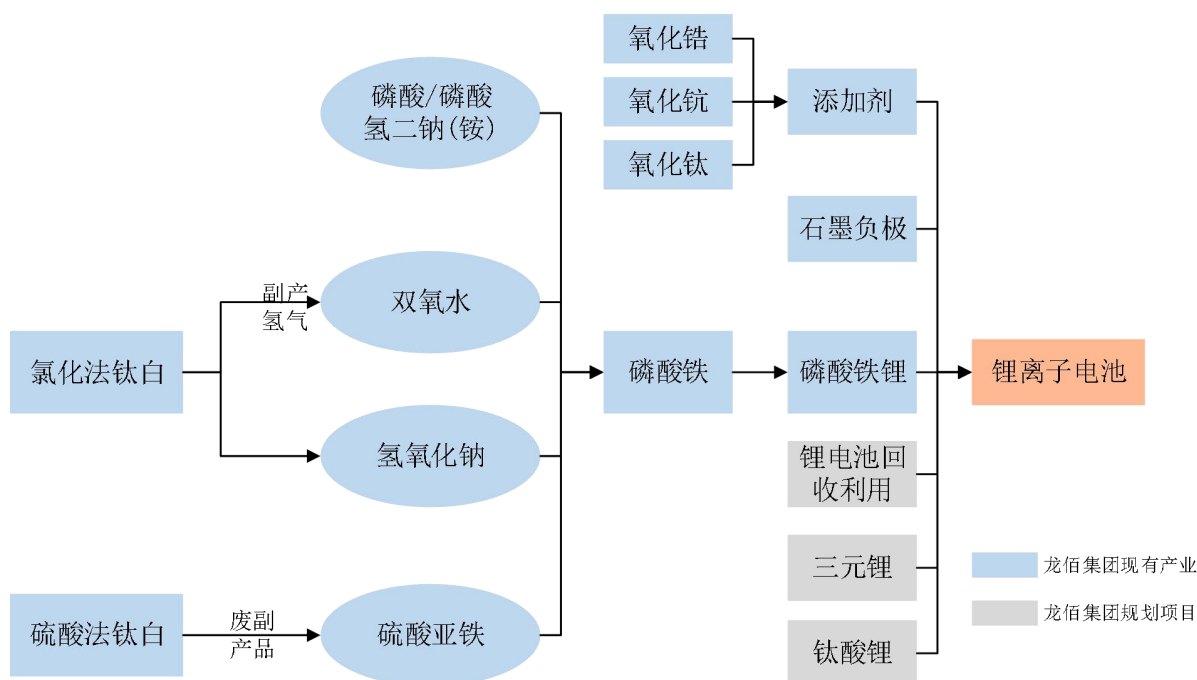 氧化锆
氧化钪
氧化钛
添加剂
磷酸/磷酸
氢二钠(铵)
石墨负极
副产
氢气
双氧水
氯化法钛白
磷酸铁
磷酸铁锂
锂离子电池
氢氧化钠
锂电池回
收利用
三元锂
龙佰集团现有产业
硫酸法钛白
废副
产品
硫酸亚铁
钛酸锂
龙佰集团规划项目